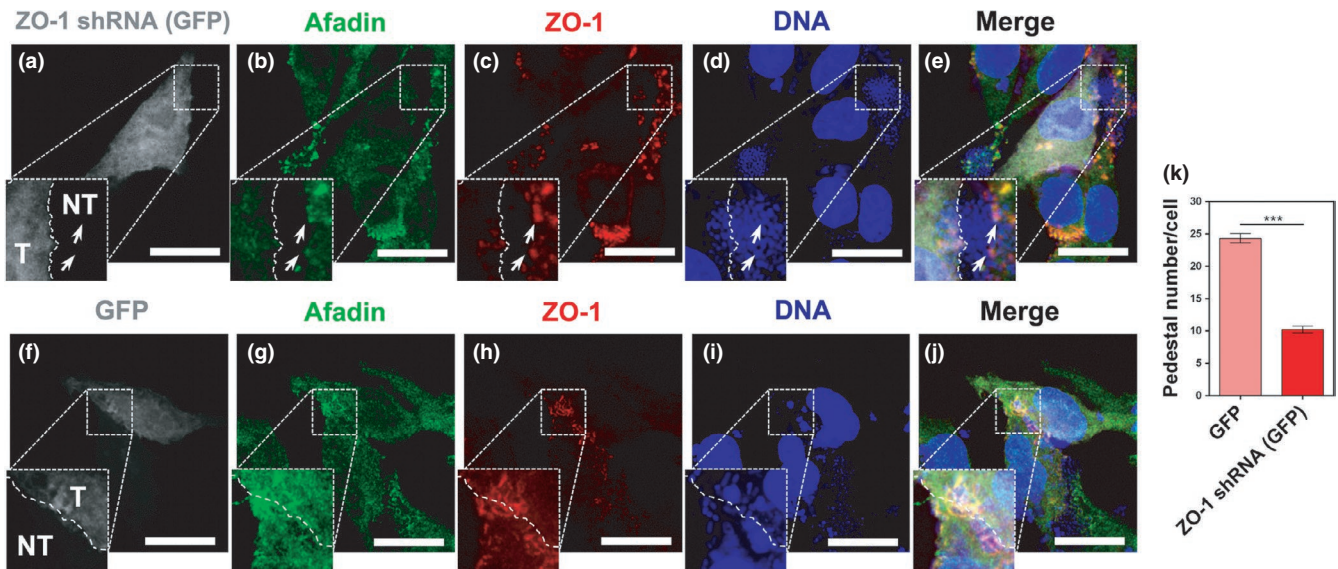 ZO-1 shRNA (GFP) Afadin ZO-1 DNA Merge
(a) (b) (c) (d) (e)
NT
T
(k)
30
25
20
15
10
5
0
Pedestal number/cell
***
GFP
ZO-1 shRNA (GFP)
GFP Afadin ZO-1 DNA Merge
(f) (g) (h) (i) (j)
T
NT